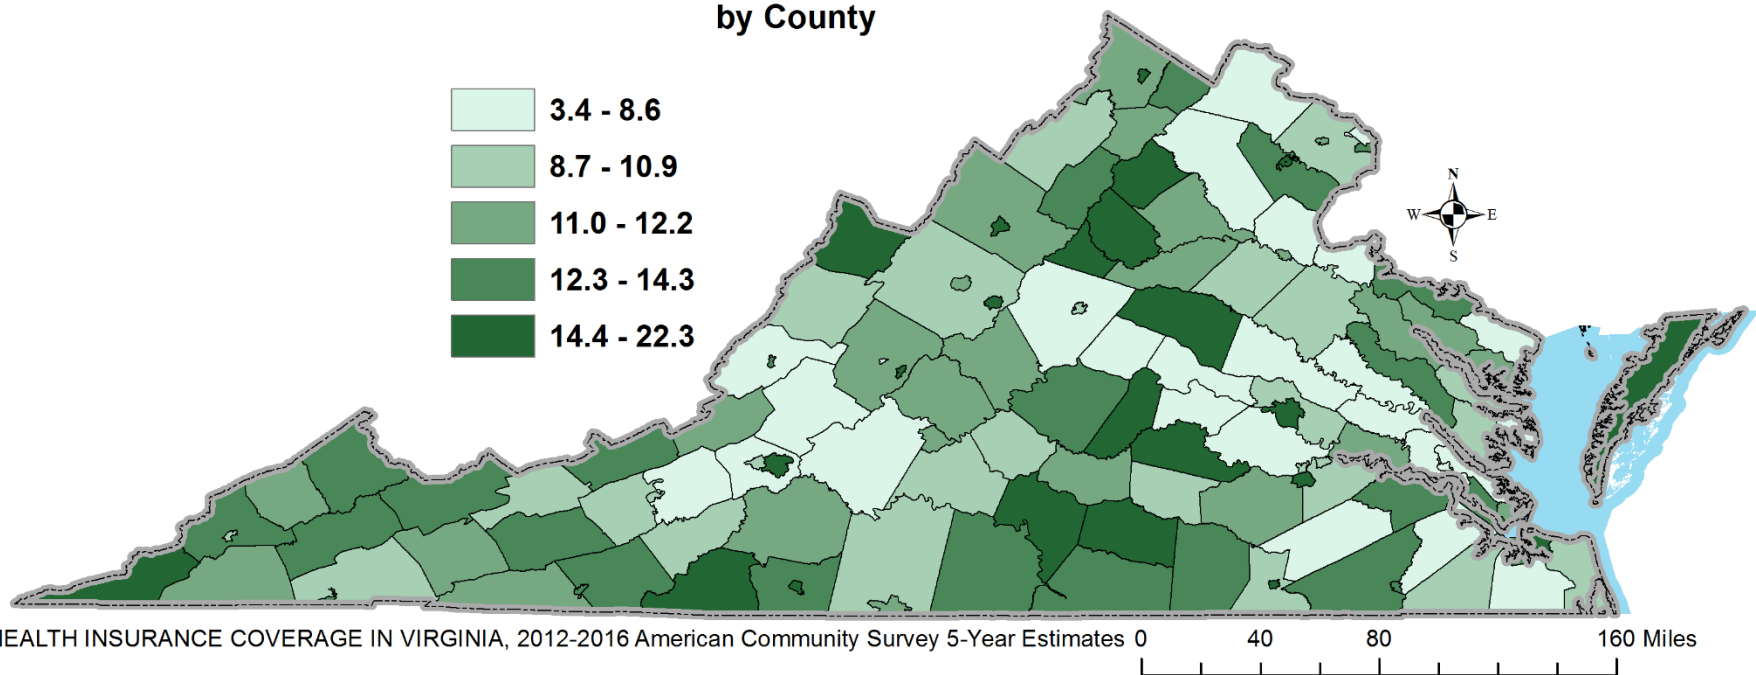 by County
3.4 - 8.6
8.7 - 10.9
11.0 - 12.2
12.3 - 14.3
14.4 - 22.3
N
W E
S
HEALTH INSURANCE COVERAGE IN VIRGINIA, 2012-2016 American Community Survey 5-Year Estimates
0 40 80 160 Miles